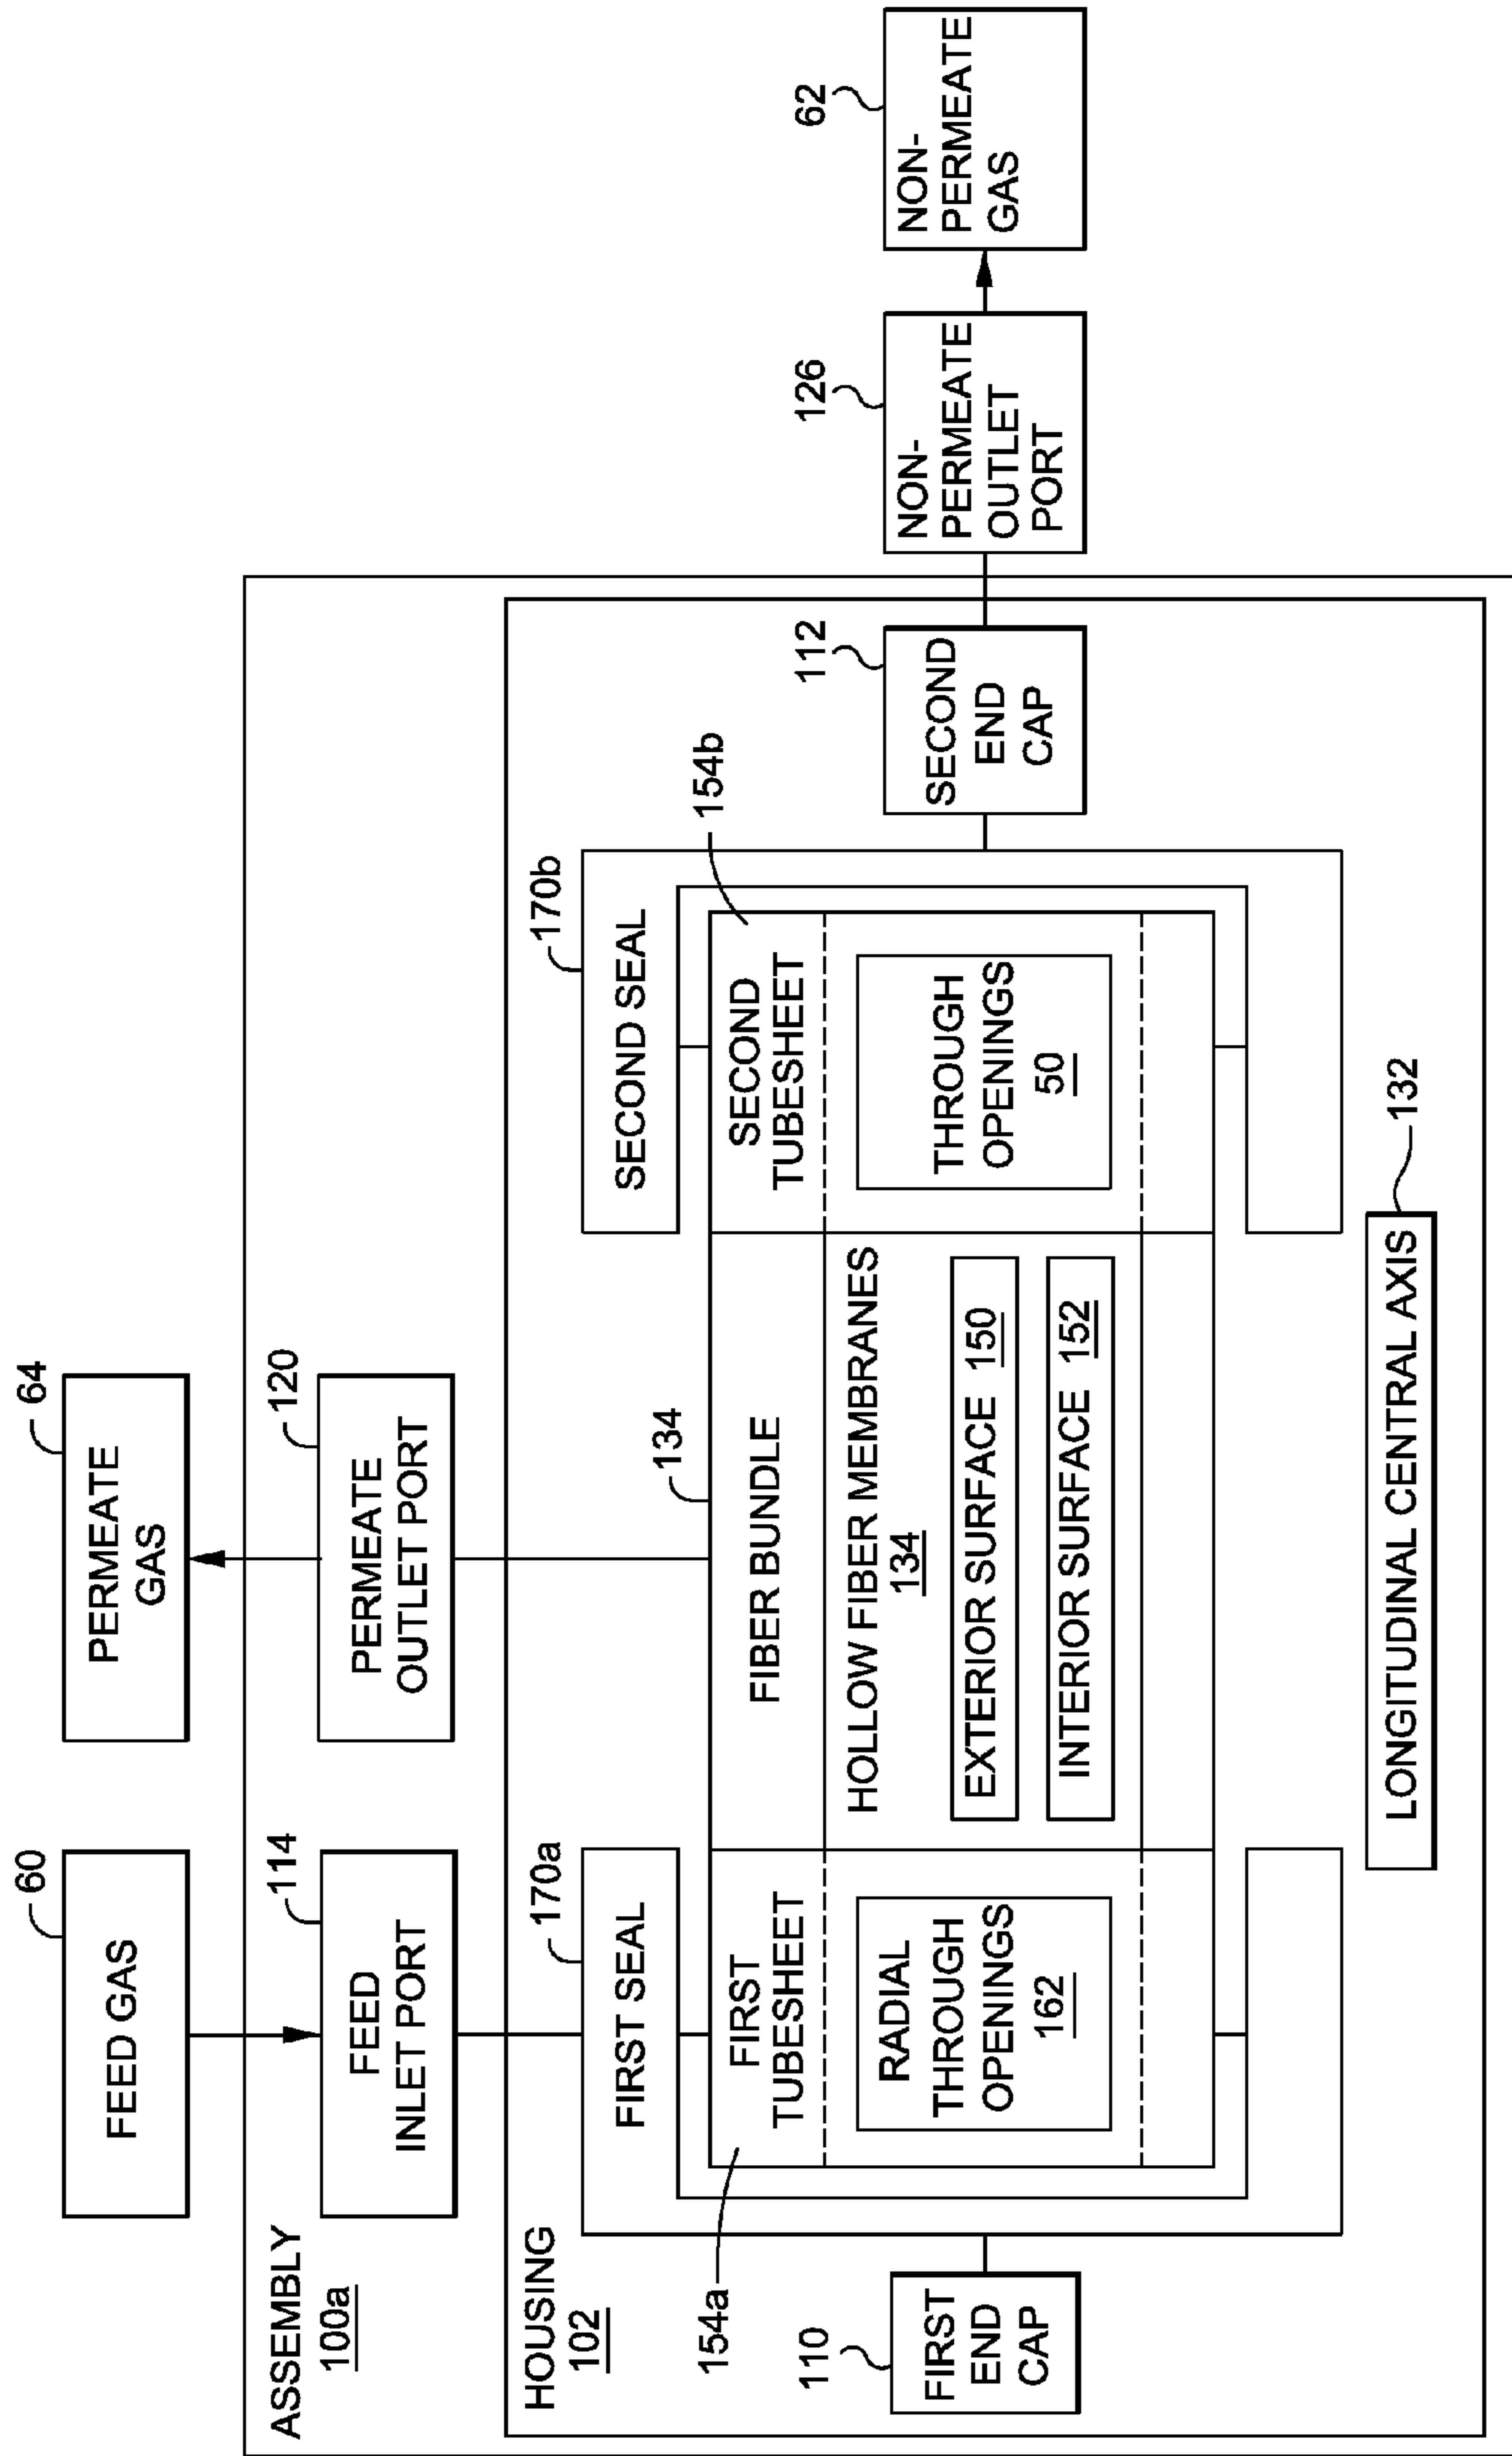 ASSEMBLY
100a
FEED GAS
60
FEED
INLET PORT
114
PERMEATE
GAS
64
PERMEATE
OUTLET PORT
120
HOUSING
102
FIRST SEAL
170a
SECOND SEAL
170b
154a
FIRST
TUBESHEET
RADIAL
THROUGH
OPENINGS
162
FIBER BUNDLE
134
HOLLOW FIBER MEMBRANES
134
EXTERIOR SURFACE 150
INTERIOR SURFACE 152
SECOND
TUBESHEET
154b
THROUGH
OPENINGS
50
110
FIRST
END
CAP
112
SECOND
END
CAP
126
NON-
PERMEATE
OUTLET
PORT
62
NON-
PERMEATE
GAS
LONGITUDINAL CENTRAL AXIS
132